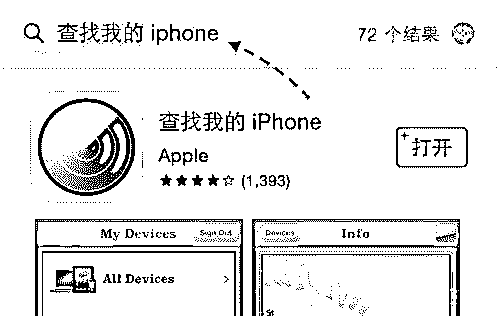 查找我的 iphone 72 个结果
查找我的 iPhone
Apple
打开
★★★★☆ (1,393)
My Devices Sign Out
Devices Info
All Devices